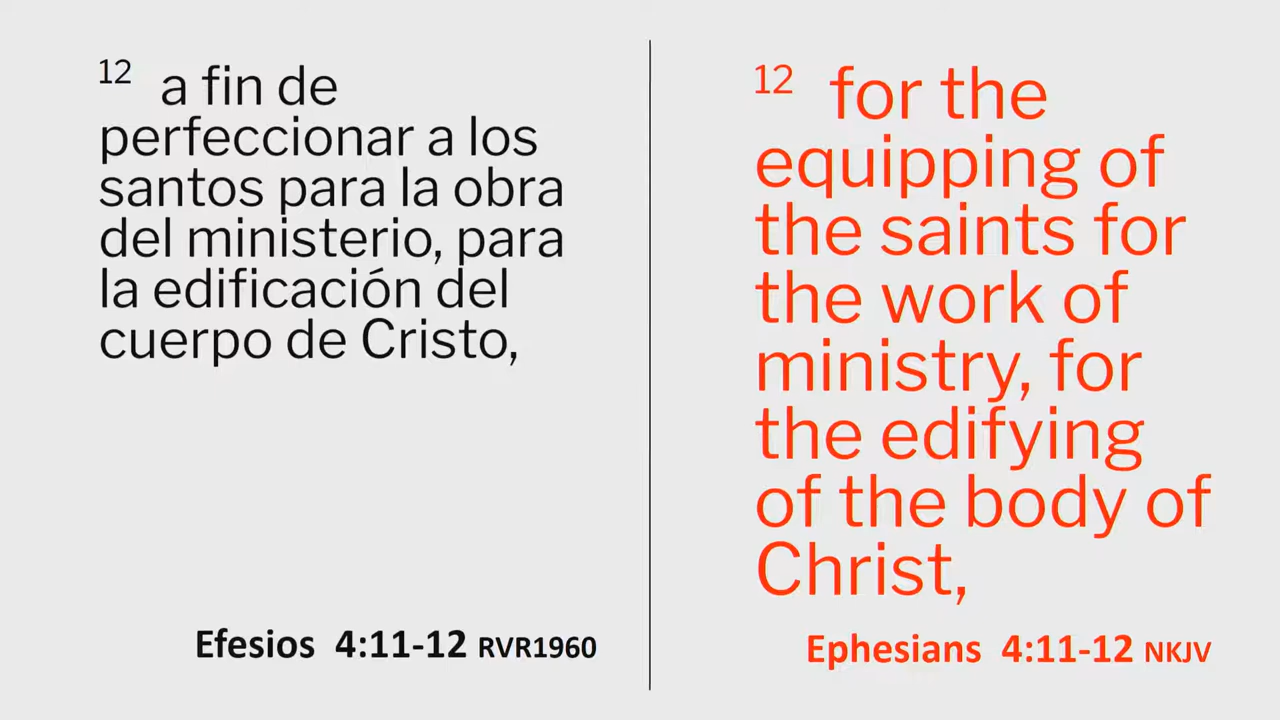 12 a fin de
perfeccionar a los
santos para la obra
del ministerio, para
la edificación del
cuerpo de Cristo,
Efesios 4:11-12 RVR1960
12 for the
equipping of
the saints for
the work of
ministry, for
the edifying
of the body of
Christ,
Ephesians 4:11-12 NKJV